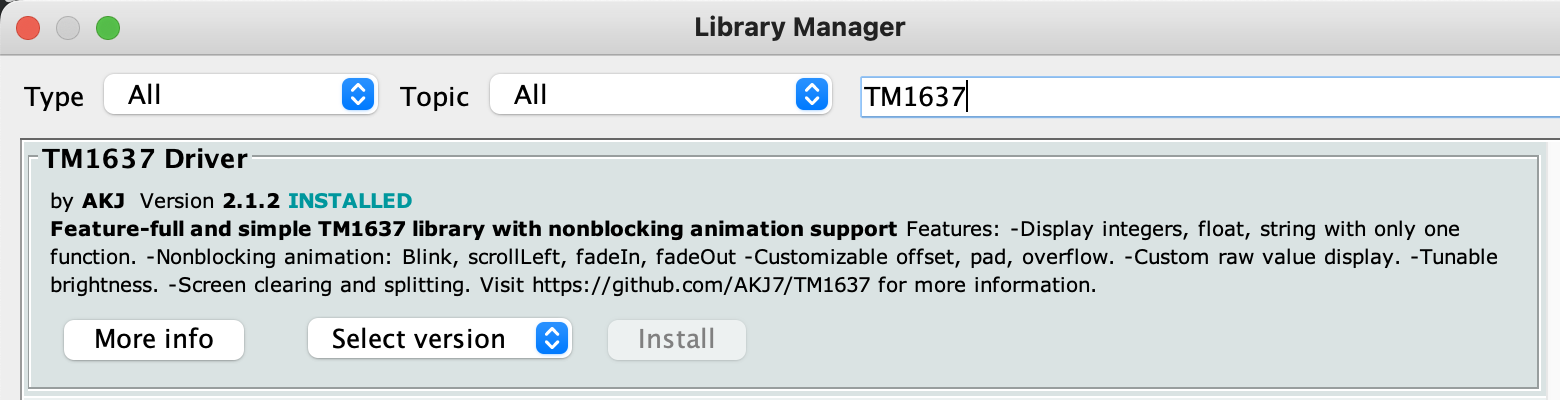 Library Manager
Type All Topic All TM1637
TM1637 Driver
by AKJ Version 2.1.2 INSTALLED
Feature-full and simple TM1637 library with nonblocking animation support Features: -Display integers, float, string with only one
function. -Nonblocking animation: Blink, scrollLeft, fadeIn, fadeOut -Customizable offset, pad, overflow. -Custom raw value display. -Tunable
brightness. -Screen clearing and splitting. Visit https://github.com/AKJ7/TM1637 for more information.
More info Select version Install